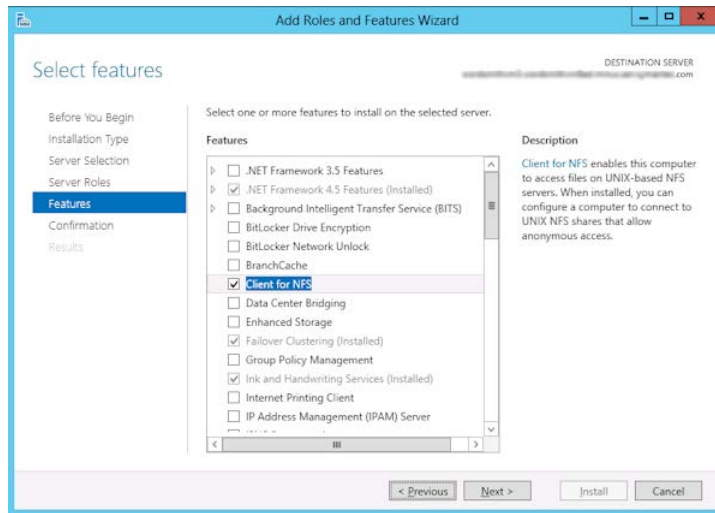 Add Roles and Features Wizard
Select features
DESTINATION SERVER
.com
Before You Begin
Installation Type
Server Selection
Server Roles
Features
Confirmation
Results
Select one or more features to install on the selected server.
Features
.NET Framework 3.5 Features
.NET Framework 4.5 Features (Installed)
Background Intelligent Transfer Service (BITS)
BitLocker Drive Encryption
BitLocker Network Unlock
BranchCache
Client for NFS
Data Center Bridging
Enhanced Storage
Failover Clustering (Installed)
Group Policy Management
Ink and Handwriting Services (Installed)
Internet Printing Client
IP Address Management (IPAM) Server
Description
Client for NFS enables this computer
to access files on UNIX-based NFS
servers. When installed, you can
configure a computer to connect to
UNIX NFS shares that allow
anonymous access.
< Previous
Next >
Install
Cancel